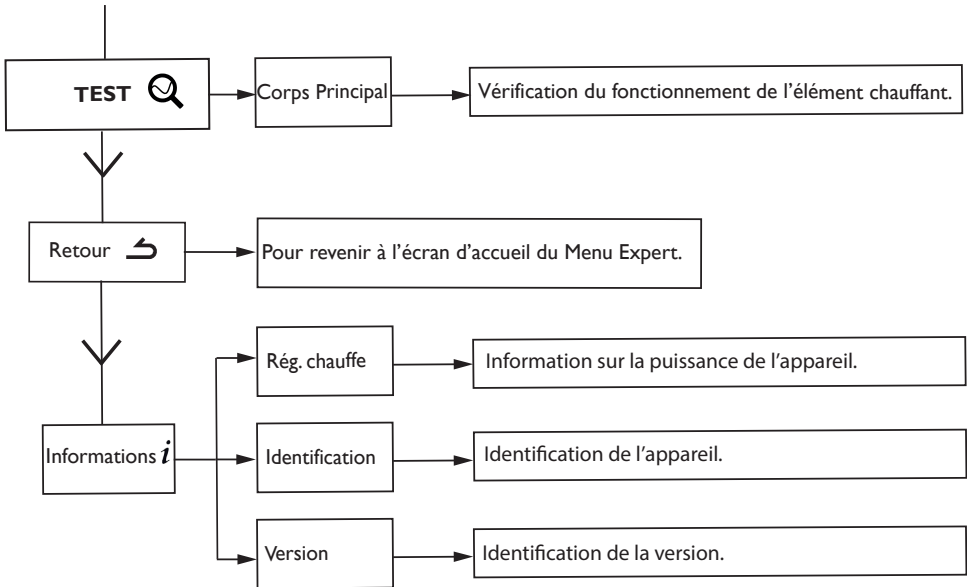 TEST
Corps Principal
Vérification du fonctionnement de l'élément chauffant.
Retour
Pour revenir à l'écran d'accueil du Menu Expert.
Rég. chauffe
Information sur la puissance de l'appareil.
Informations i
Identification
Identification de l'appareil.
Version
Identification de la version.